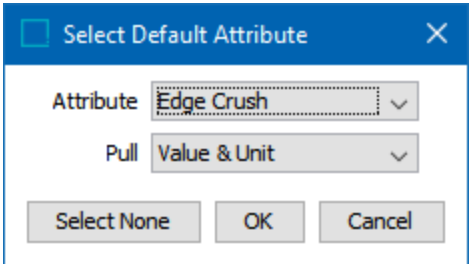 Select Default Attribute
Attribute Edge Crush
Pull Value & Unit
Select None OK Cancel